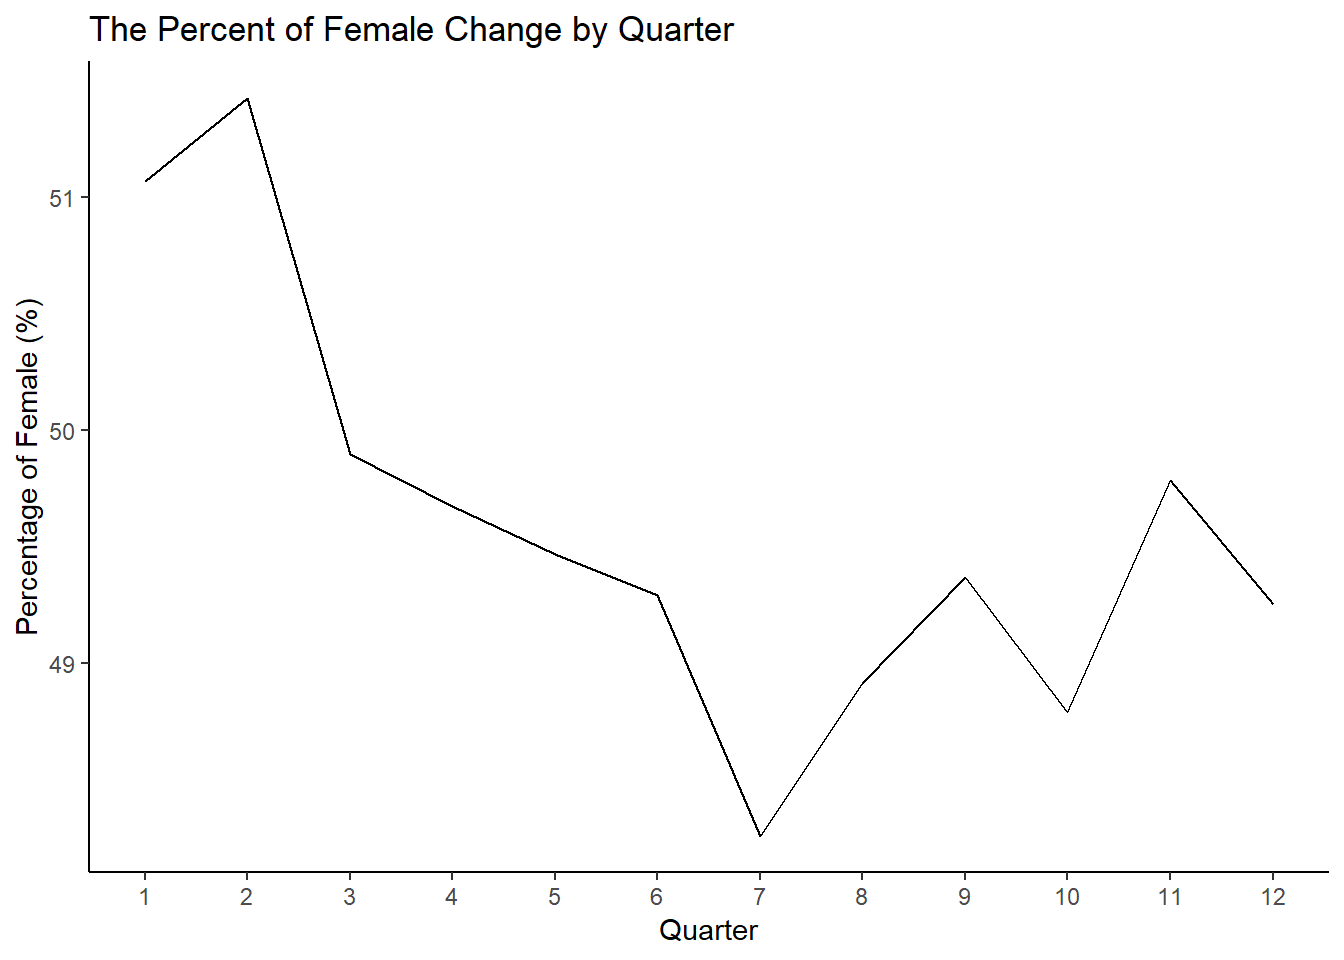 The Percent of Female Change by Quarter
Percentage of Female (%)
51
50
49
1 2 3 4 5 6 7 8 9 10 11 12
Quarter